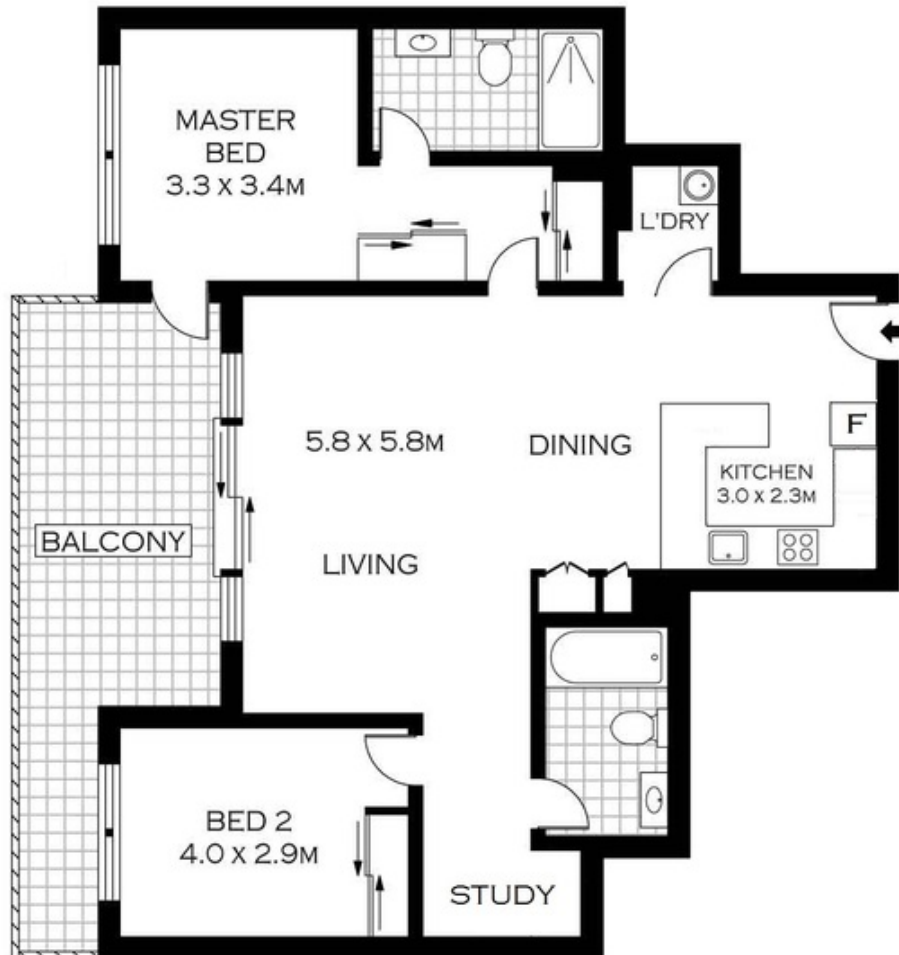 MASTER
BED
3.3 X 3.4M
L'DRY
5.8 X 5.8M
DINING
F
KITCHEN
3.0 X 2.3M
BALCONY
LIVING
BED 2
4.0 X 2.9M
STUDY